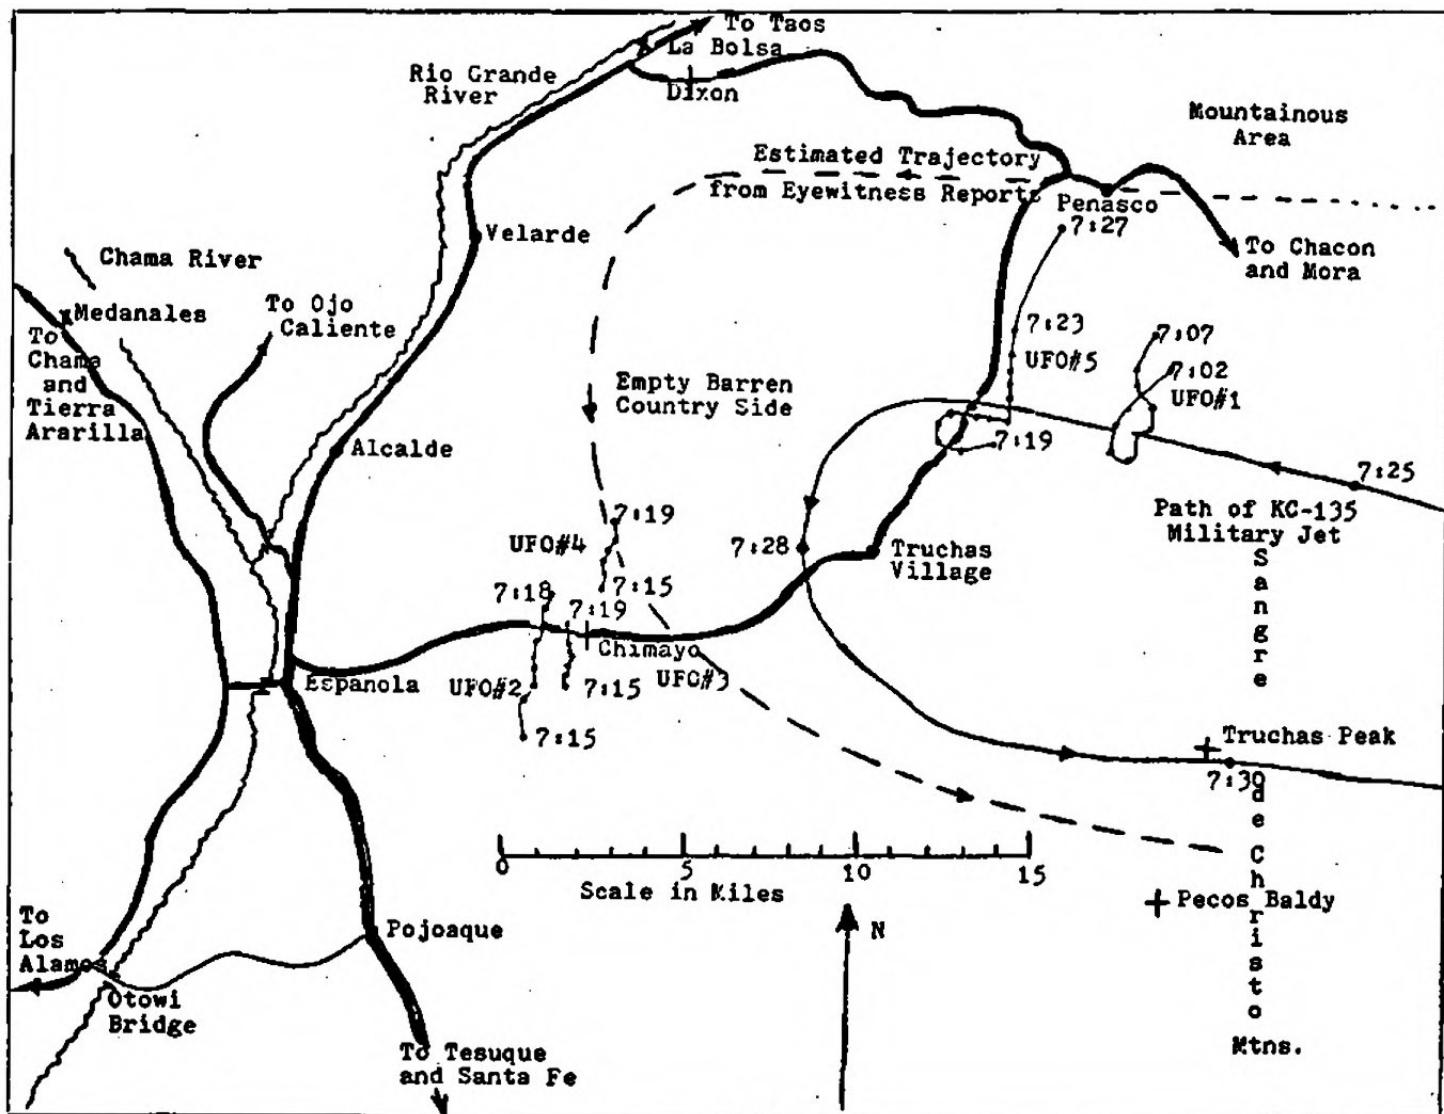 To Taos
La Bolsa
Rio Grande
River
Dixon
Mountainous
Area
Estimated Trajectory
from Eyewitness Reports
Penasco
7:27
Velarde
To Chacon
and Mora
Chama River
To Ojo
Caliente
Medanales
To
Chama
and
Tierra
Ararilla
7:23
UFO#5
7:07
7:02
UFO#1
Empty Barren
Country Side
Alcalde
7:19
7:25
Path of KC-135
Military Jet
7:19
UFO#4
7:28
Truchas
Village
7:15
7:18
7:19
Chimayo
Espanola
UFO#2
7:15
UFO#3
7:15
Sangre
Truchas Peak
7:30
de
Christo
Mtns.
0 5 10 15
Scale in Miles
Pecos Baldy
N
To
Los
Alamos
Pojoaque
Otowi
Bridge
To Tesuque
and Santa Fe